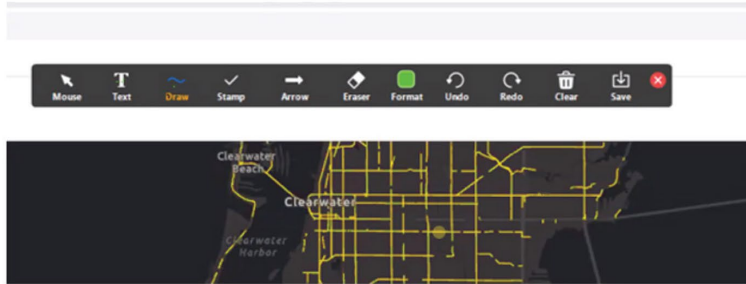 Mouse Text Draw Stamp Arrow Eraser Format Undo Redo Clear Save
Clearwater
Beach
Clearwater
Clearwater
Harbor